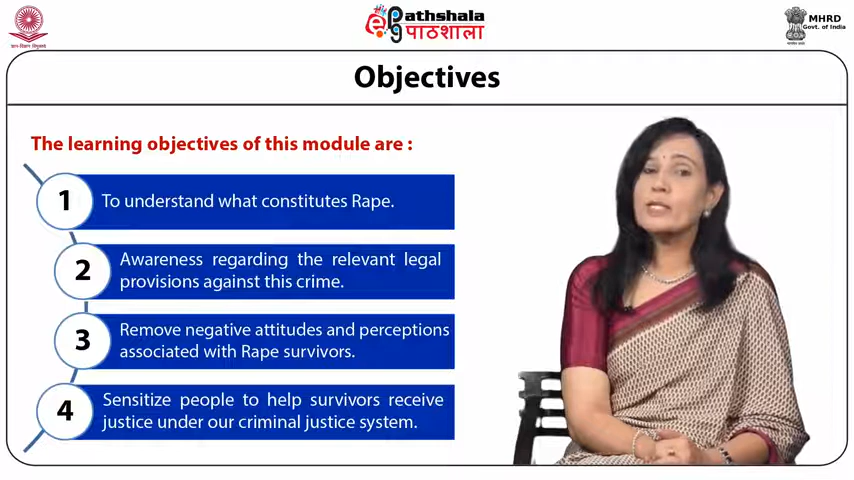 ePathshala
पाठशाला
MHRD
Govt. of India
Objectives
The learning objectives of this module are :
1
To understand what constitutes Rape.
2
Awareness regarding the relevant legal
provisions against this crime.
3
Remove negative attitudes and perceptions
associated with Rape survivors.
4
Sensitize people to help survivors receive
justice under our criminal justice system.